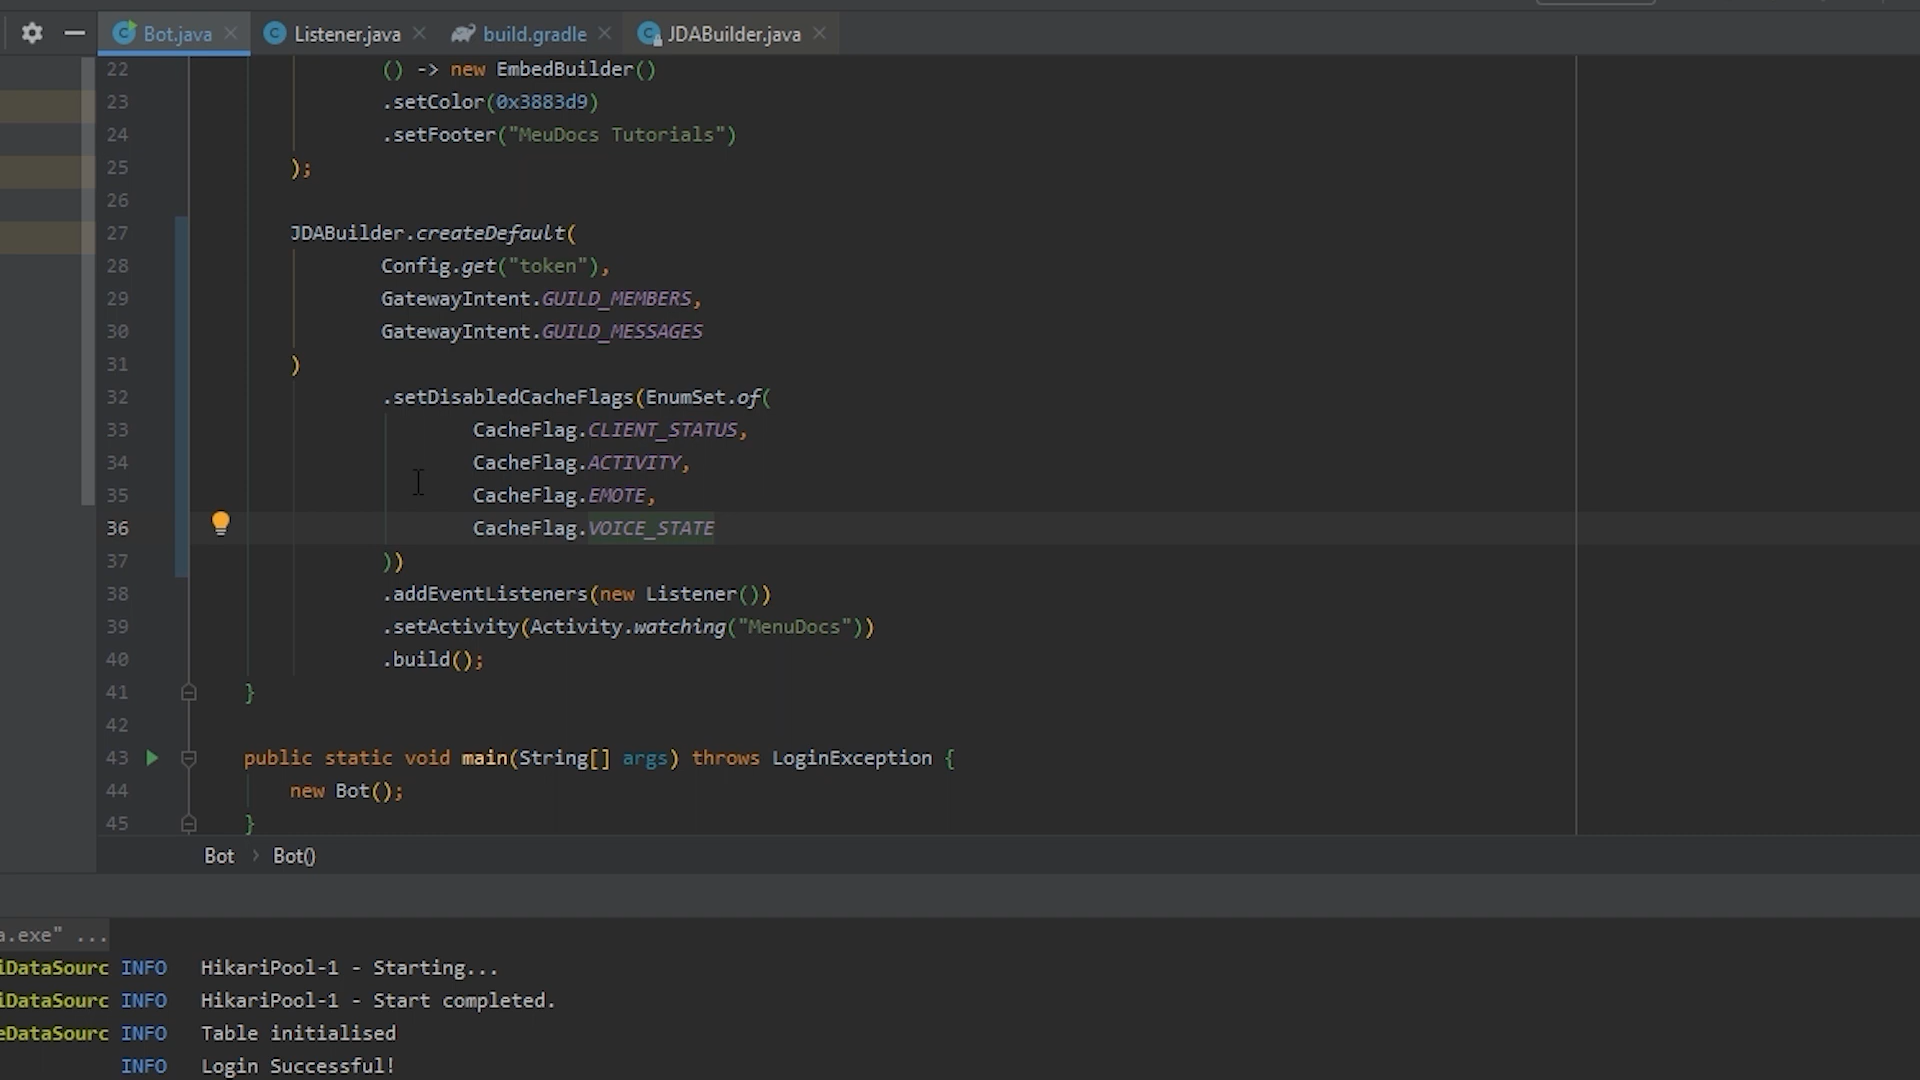 Bot.java Listener.java build.gradle JDABuilder.java
22 () -> new EmbedBuilder()
23 .setColor(0x3883d9)
24 .setFooter("MeuDocs Tutorials")
25 );
26
27 JDABuilder.createDefault(
28 Config.get("token"),
29 GatewayIntent.GUILD_MEMBERS,
30 GatewayIntent.GUILD_MESSAGES
31 )
32 .setDisabledCacheFlags(EnumSet.of(
33 CacheFlag.CLIENT_STATUS,
34 CacheFlag.ACTIVITY,
35 CacheFlag.EMOTE,
36 CacheFlag.VOICE_STATE
37 ))
38 .addEventListeners(new Listener())
39 .setActivity(Activity.watching("MenuDocs"))
40 .build();
41 }
42
43 public static void main(String[] args) throws LoginException {
44 new Bot();
45 }
Bot > Bot()
a.exe" ...
iDataSourc INFO HikariPool-1 - Starting...
iDataSourc INFO HikariPool-1 - Start completed.
eDataSourc INFO Table initialised
INFO Login Successful!